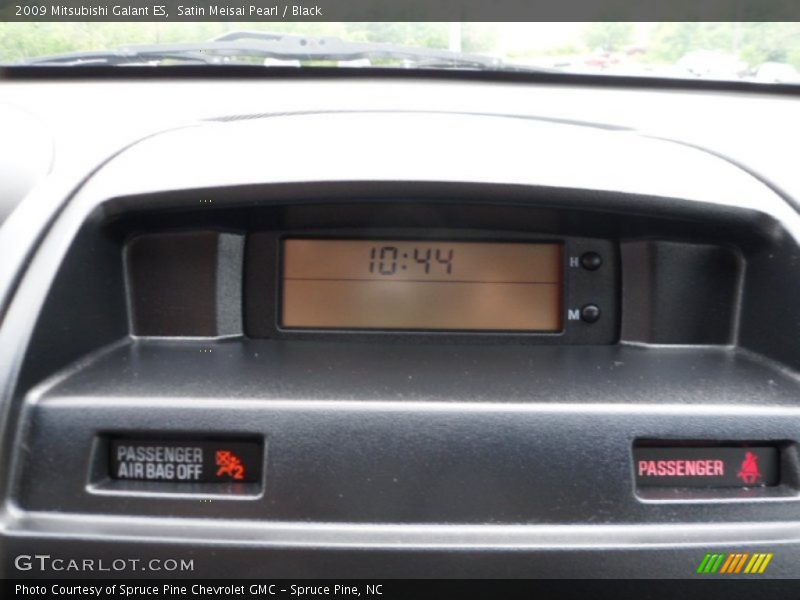 2009 Mitsubishi Galant ES, Satin Meisai Pearl / Black
10:44
H
M
PASSENGER
AIR BAG OFF
2
PASSENGER
GTCARLOT.COM
Photo Courtesy of Spruce Pine Chevrolet GMC - Spruce Pine, NC